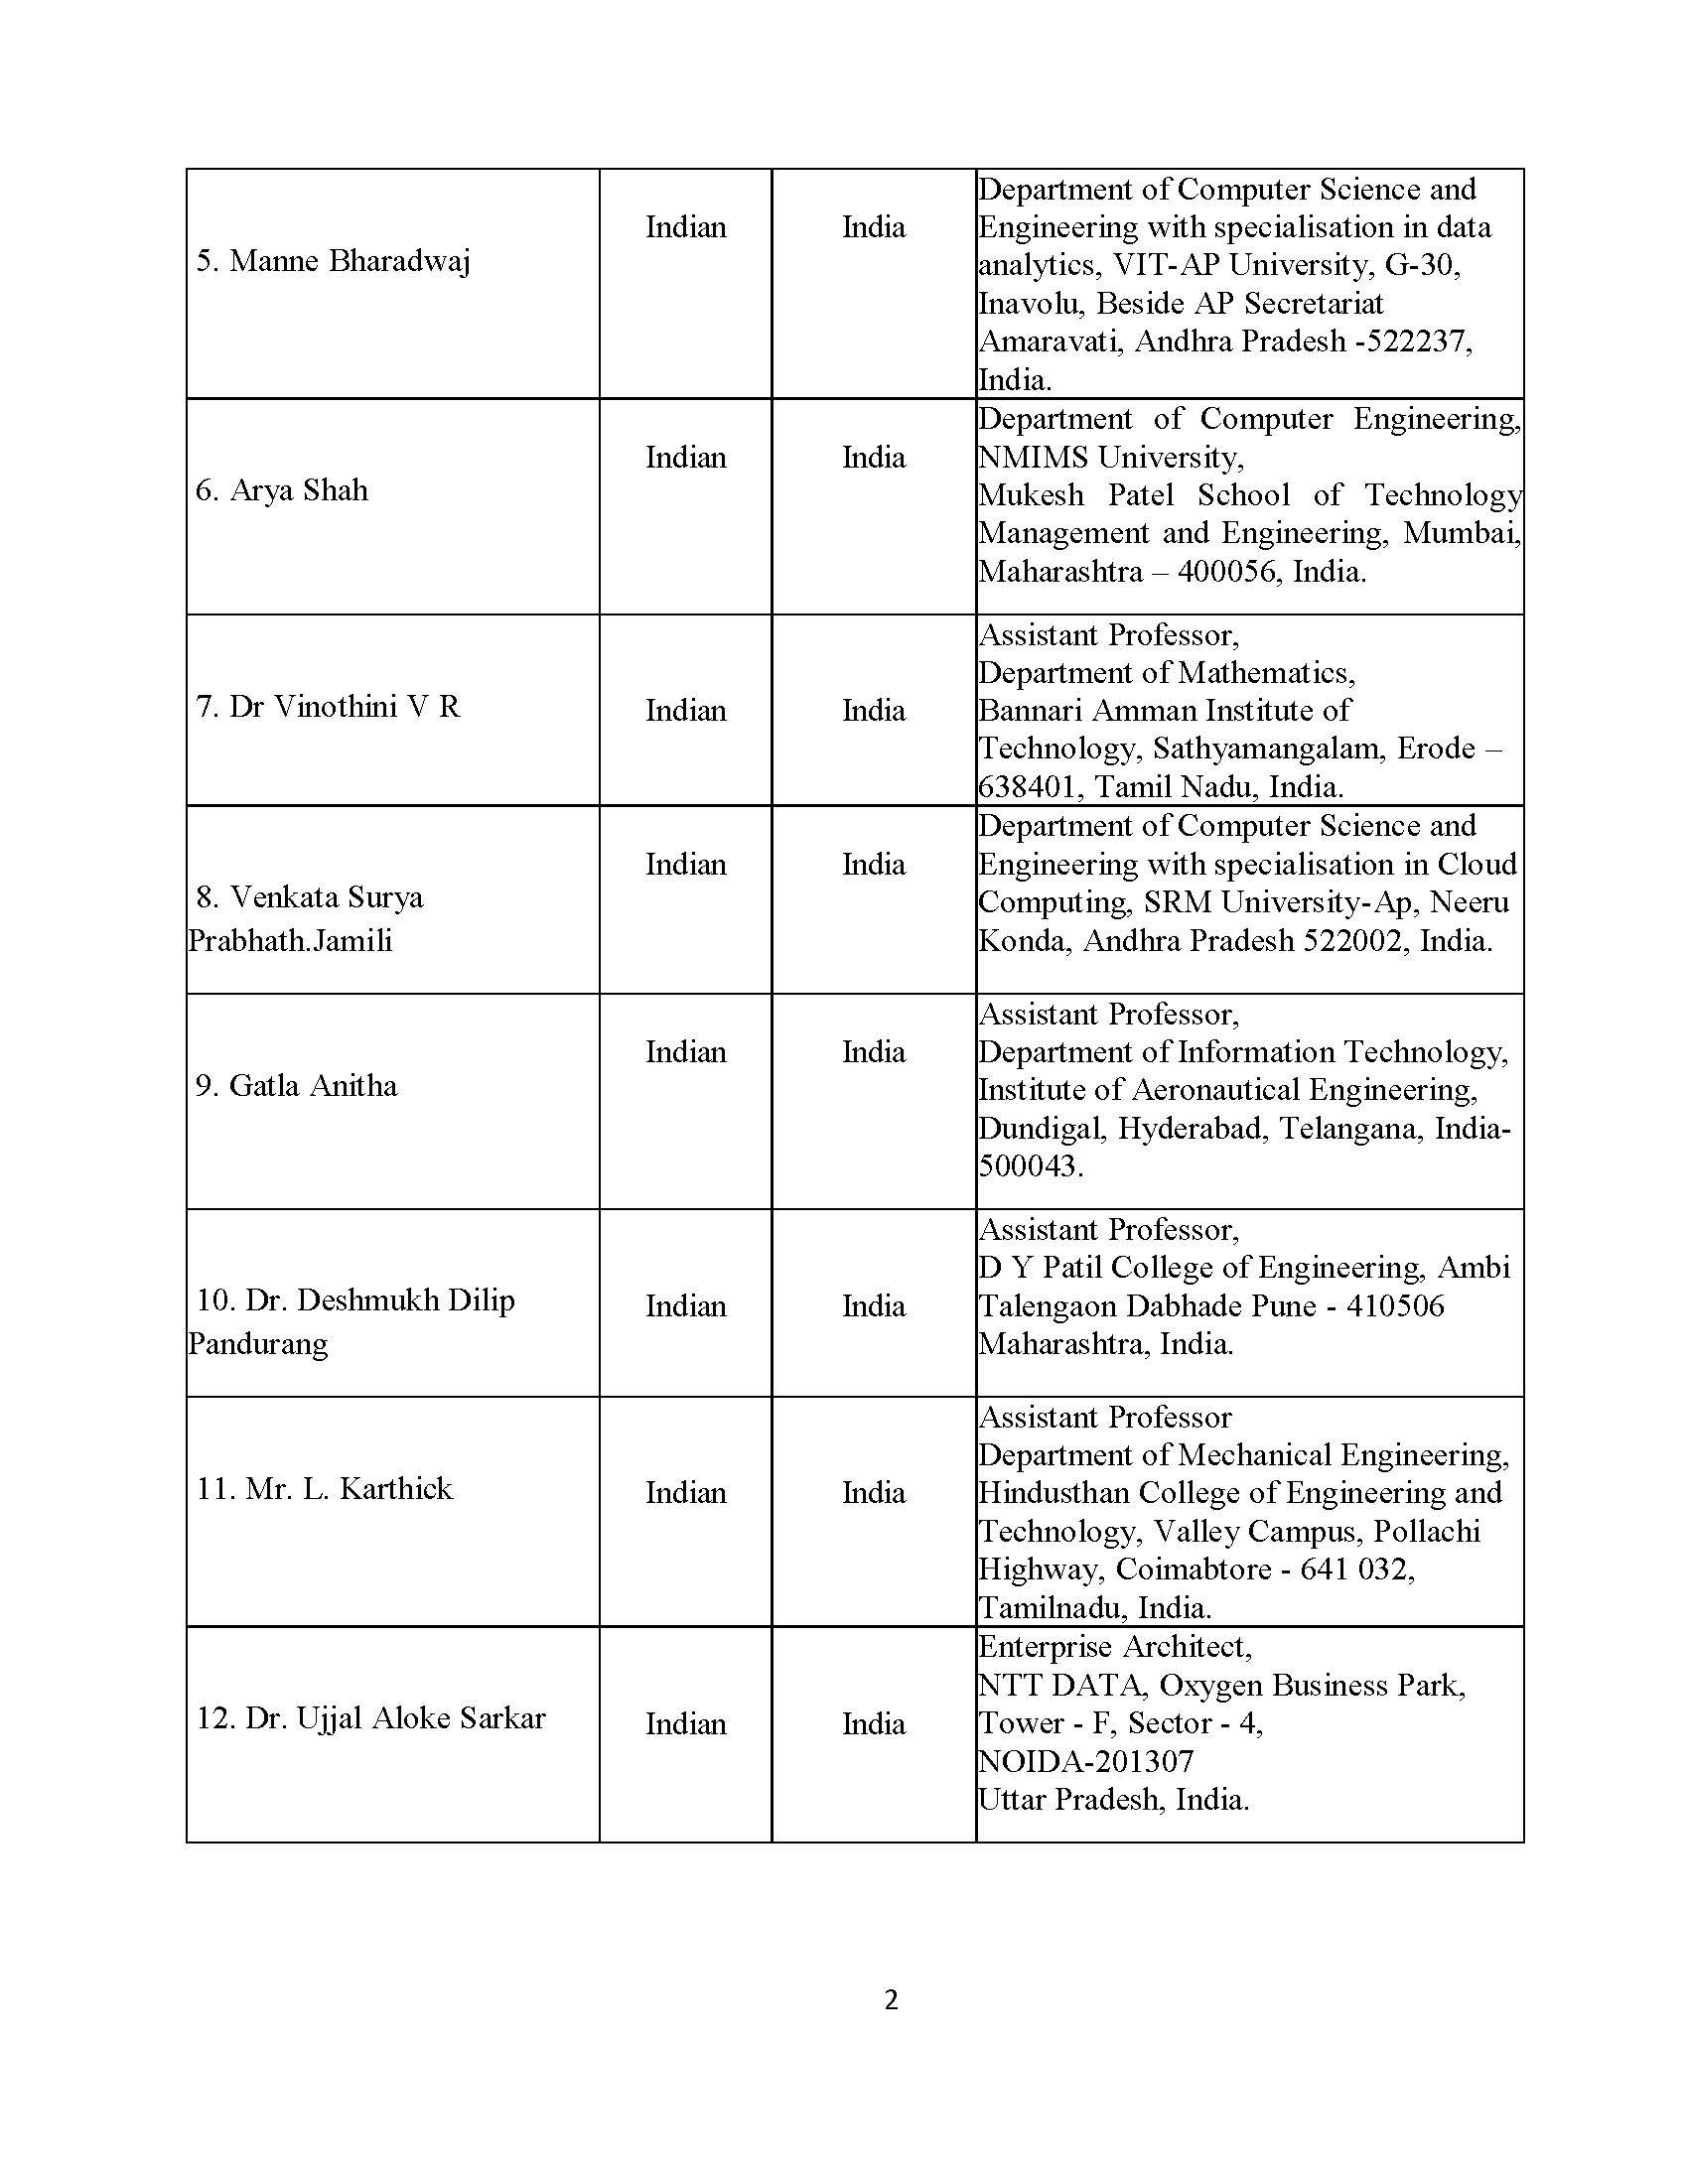 5. Manne Bharadwaj
Indian
India
Department of Computer Science and
Engineering with specialisation in data
analytics, VIT-AP University, G-30,
Inavolu, Beside AP Secretariat
Amaravati, Andhra Pradesh -522237,
India.
6. Arya Shah
Indian
India
Department of Computer Engineering,
NMIMS University,
Mukesh Patel School of Technology
Management and Engineering, Mumbai,
Maharashtra – 400056, India.
7. Dr Vinothini V R
Indian
India
Assistant Professor,
Department of Mathematics,
Bannari Amman Institute of
Technology, Sathyamangalam, Erode –
638401, Tamil Nadu, India.
8. Venkata Surya
Prabhath.Jamili
Indian
India
Department of Computer Science and
Engineering with specialisation in Cloud
Computing, SRM University-Ap, Neeru
Konda, Andhra Pradesh 522002, India.
9. Gatla Anitha
Indian
India
Assistant Professor,
Department of Information Technology,
Institute of Aeronautical Engineering,
Dundigal, Hyderabad, Telangana, India-
500043.
10. Dr. Deshmukh Dilip
Pandurang
Indian
India
Assistant Professor,
D Y Patil College of Engineering, Ambi
Talengaon Dabhade Pune - 410506
Maharashtra, India.
11. Mr. L. Karthick
Indian
India
Assistant Professor
Department of Mechanical Engineering,
Hindusthan College of Engineering and
Technology, Valley Campus, Pollachi
Highway, Coimabtore - 641 032,
Tamilnadu, India.
12. Dr. Ujjal Aloke Sarkar
Indian
India
Enterprise Architect,
NTT DATA, Oxygen Business Park,
Tower - F, Sector - 4,
NOIDA-201307
Uttar Pradesh, India.
2